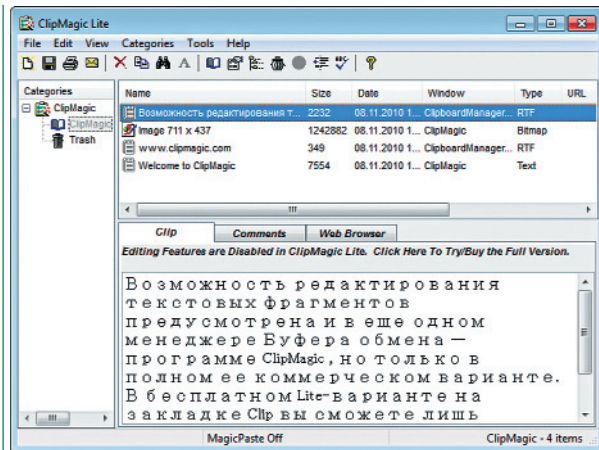 ClipMagic Lite
File Edit View Categories Tools Help
Categories
ClipMagic
ClipMagic
Trash
Name Size Date Window Type URL
Возможность редактирования т... 2232 08.11.2010 1... ClipboardManager... RTF
Image 711 x 437 1242882 08.11.2010 1... ClipMagic Bitmap
www.clipmagic.com 349 08.11.2010 1... ClipboardManager... RTF
Welcome to ClipMagic 7554 08.11.2010 1... ClipMagic Text
Clip Comments Web Browser
Editing Features are Disabled in ClipMagic Lite. Click Here To Try/Buy the Full Version.
Возможность редактирования
текстовых фрагментов
предусмотрена и в еще одном
менеджере Буфера обмена —
программе ClipMagic, но только в
полном ее коммерческом варианте.
В бесплатном Lite-варианте на
закладке Clip вы сможете лишь
MagicPaste Off ClipMagic - 4 items